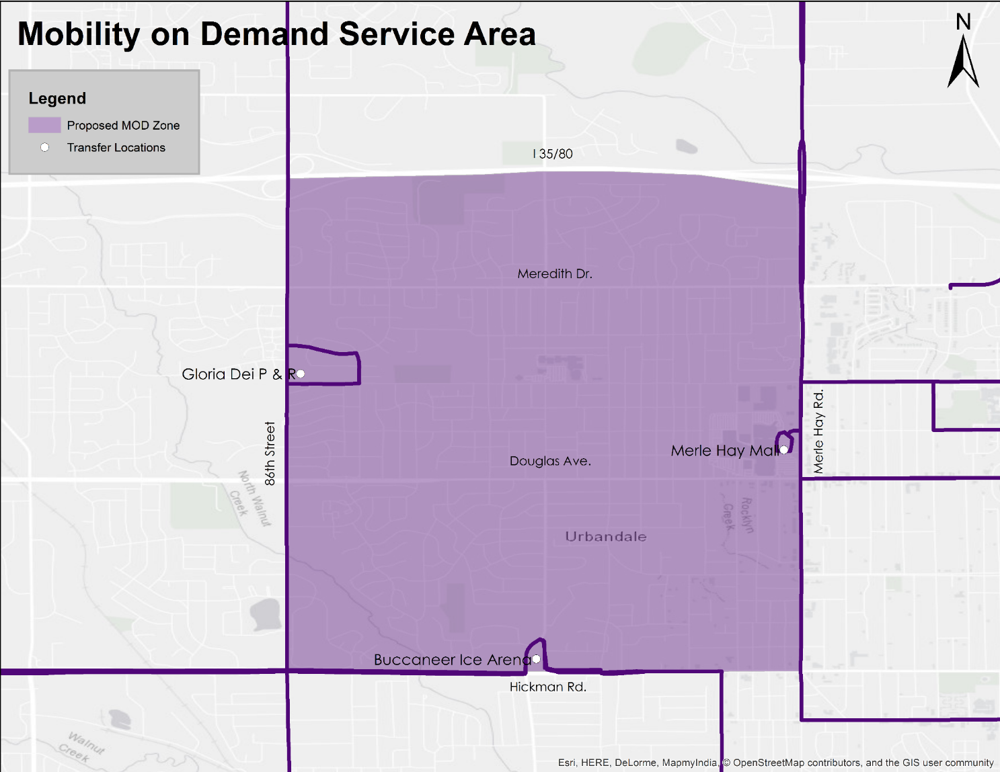 Mobility on Demand Service Area
N
Legend
Proposed MOD Zone
Transfer Locations
I 35/80
Meredith Dr.
Gloria Dei P & R
86th Street
Merle Hay Rd.
Merle Hay Mall
Douglas Ave.
North Walnut
Creek
Rocklyn
Creek
Urbandale
Buccaneer Ice Arena
Hickman Rd.
Walnut
Creek
Esri, HERE, DeLorme, MapmyIndia, © OpenStreetMap contributors, and the GIS user community